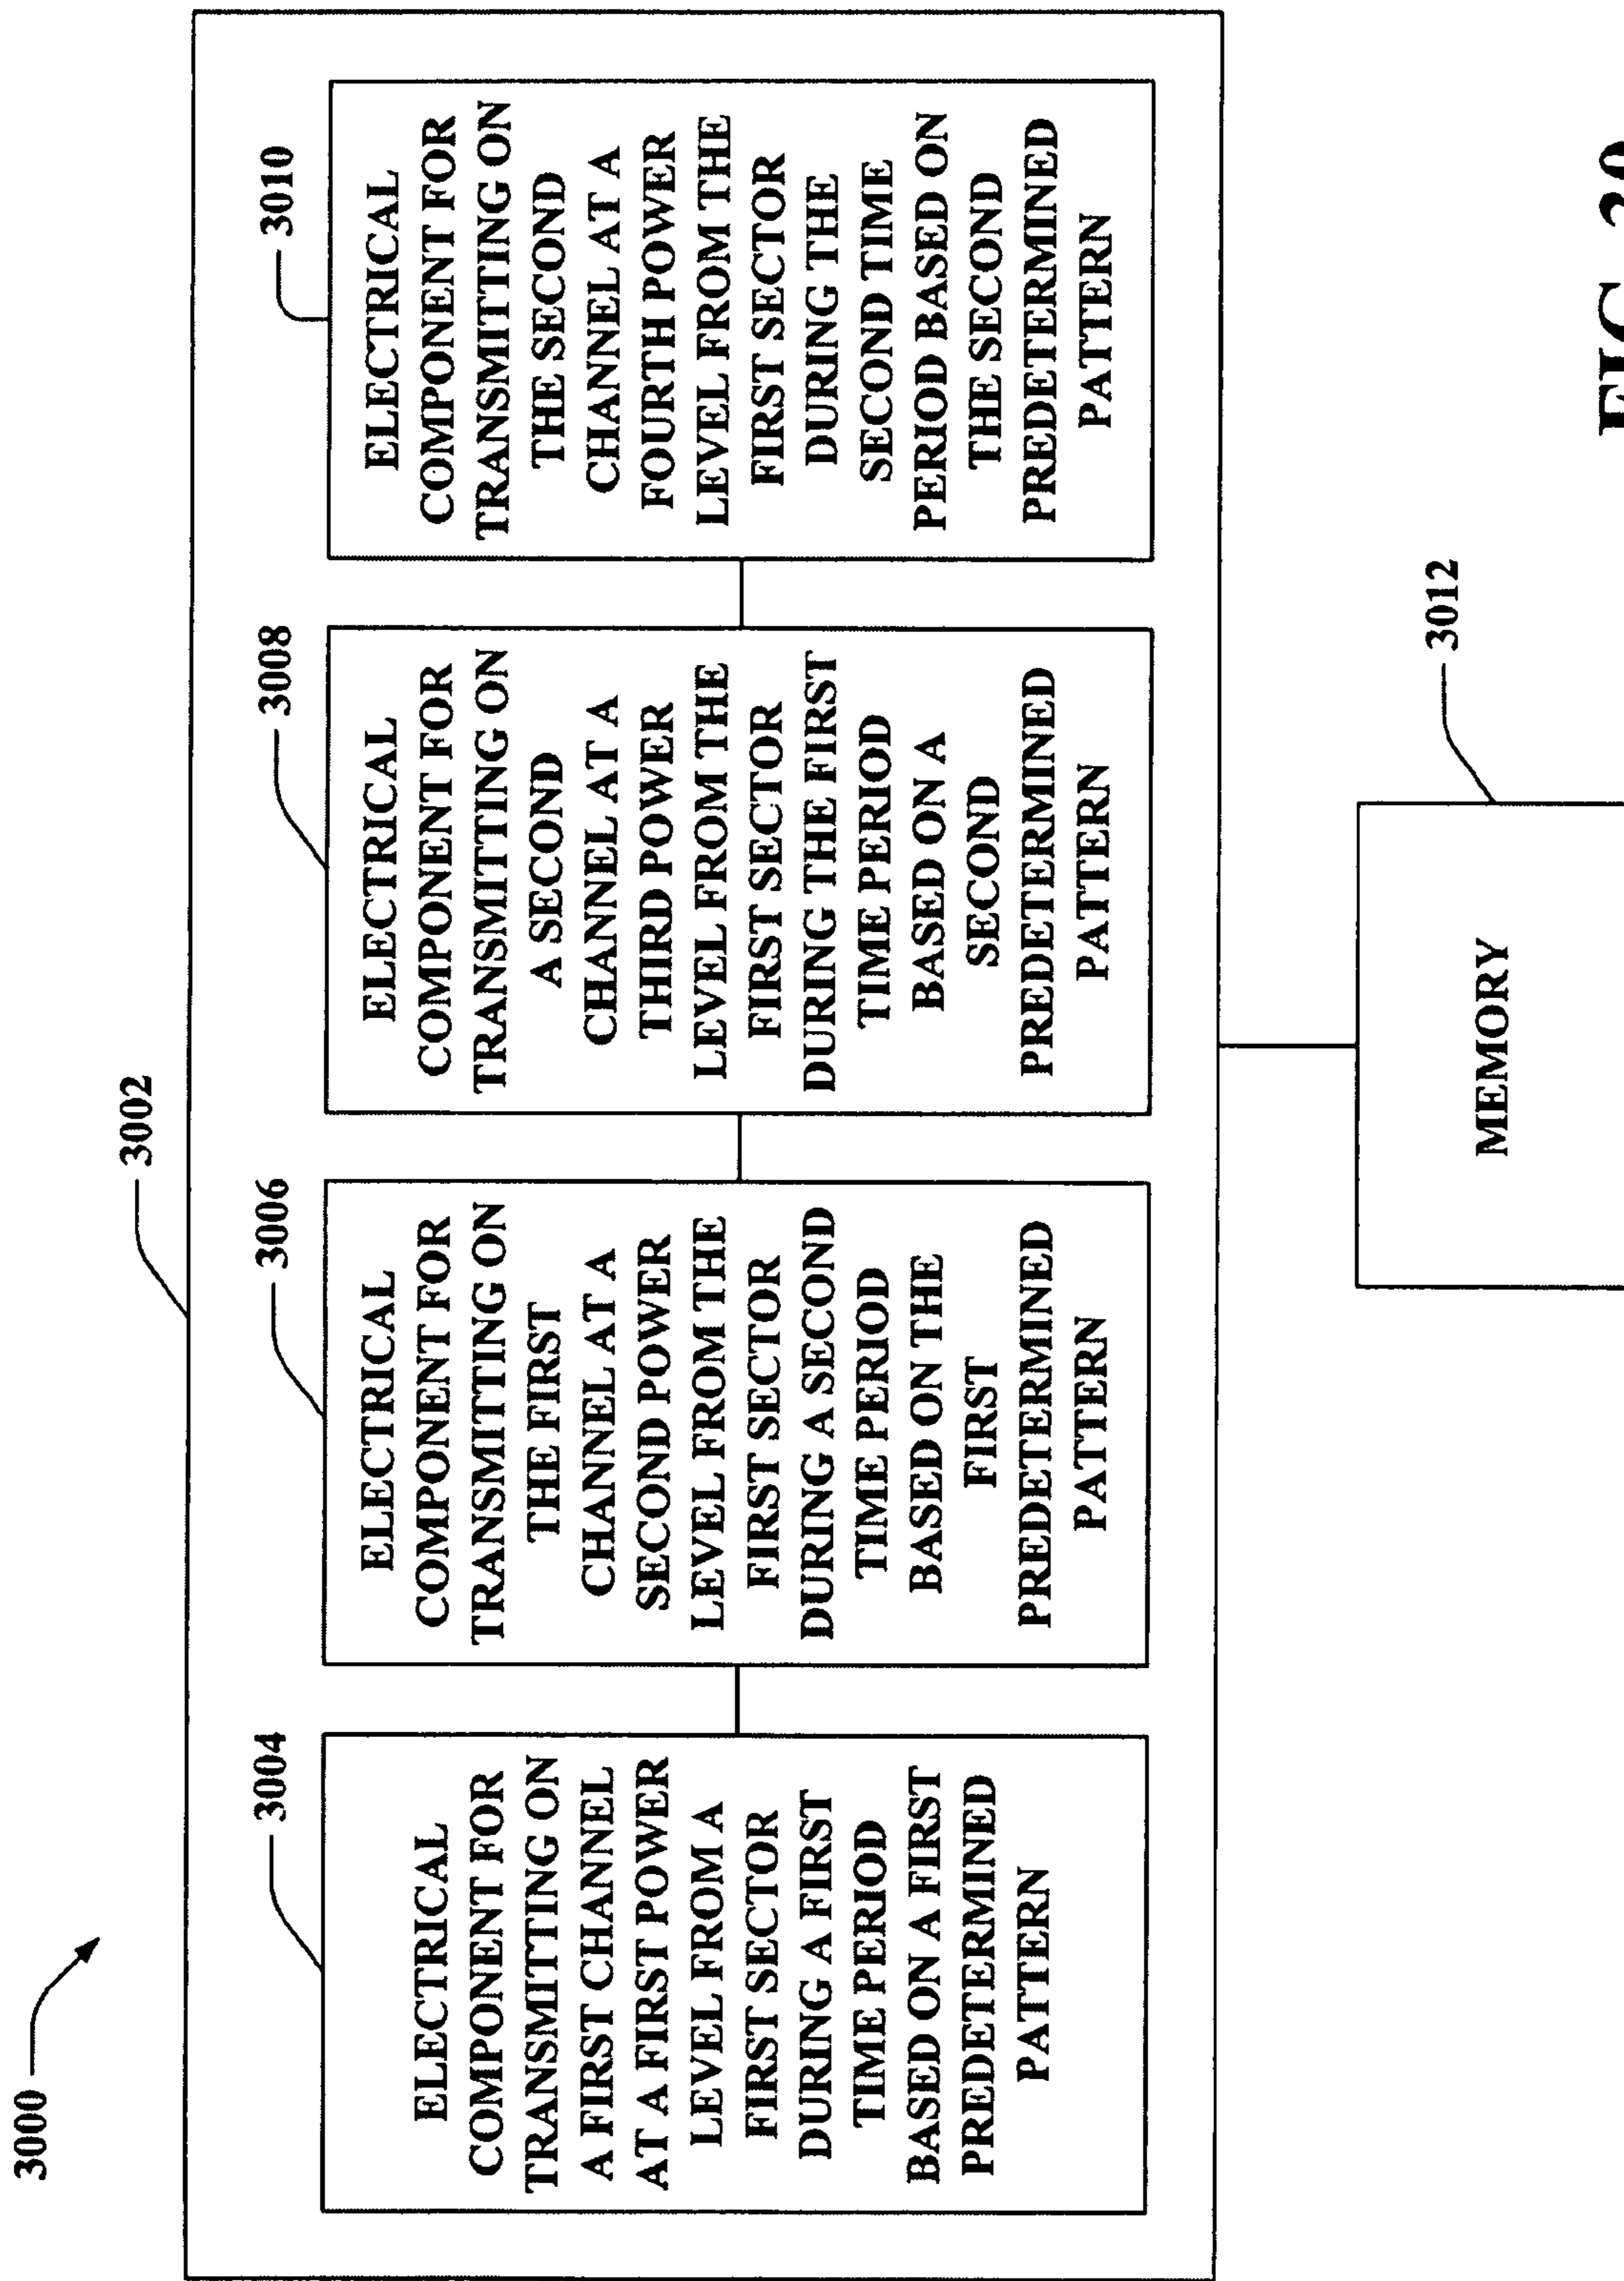 3000
3002
3004
ELECTRICAL
COMPONENT FOR
TRANSMITTING ON
A FIRST CHANNEL
AT A FIRST POWER
LEVEL FROM A
FIRST SECTOR
DURING A FIRST
TIME PERIOD
BASED ON A FIRST
PREDETERMINED
PATTERN
3006
ELECTRICAL
COMPONENT FOR
TRANSMITTING ON
THE FIRST
CHANNEL AT A
SECOND POWER
LEVEL FROM THE
FIRST SECTOR
DURING A SECOND
TIME PERIOD
BASED ON THE
FIRST
PREDETERMINED
PATTERN
3008
ELECTRICAL
COMPONENT FOR
TRANSMITTING ON
A SECOND
CHANNEL AT A
THIRD POWER
LEVEL FROM THE
FIRST SECTOR
DURING THE FIRST
TIME PERIOD
BASED ON A
SECOND
PREDETERMINED
PATTERN
3010
ELECTRICAL
COMPONENT FOR
TRANSMITTING ON
THE SECOND
CHANNEL AT A
FOURTH POWER
LEVEL FROM THE
FIRST SECTOR
DURING THE
SECOND TIME
PERIOD BASED ON
THE SECOND
PREDETERMINED
PATTERN
3012
MEMORY
FIG. 30